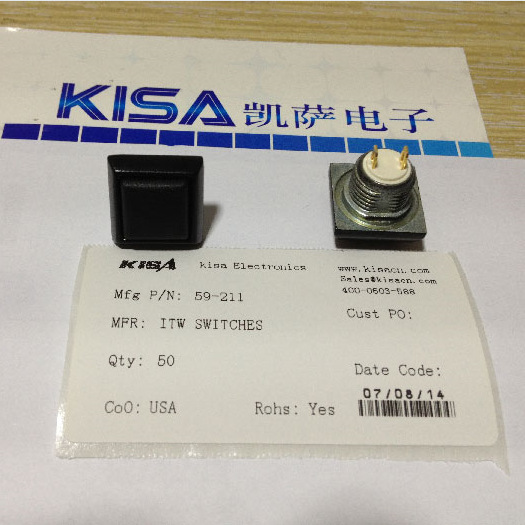 KISA 凯萨电子
KISA kisa Electronics www.kisacn.com
Sales@kisacn.com
400-0603-588
Mfg P/N: 59-211
Cust PO:
MFR: ITW SWITCHES
Qty: 50
Date Code:
07/08/14
CoO: USA Rohs: Yes